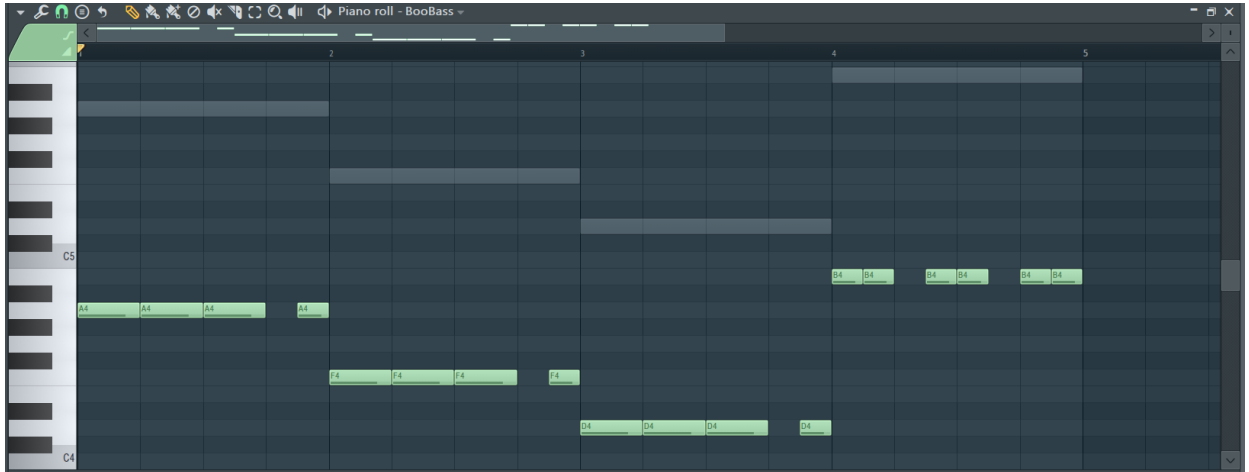 Piano roll - BooBass
1 2 3 4 5
C5
B4 B4 B4 B4 B4 B4
A4 A4 A4 A4
F4 F4 F4 F4
D4 D4 D4 D4
C4